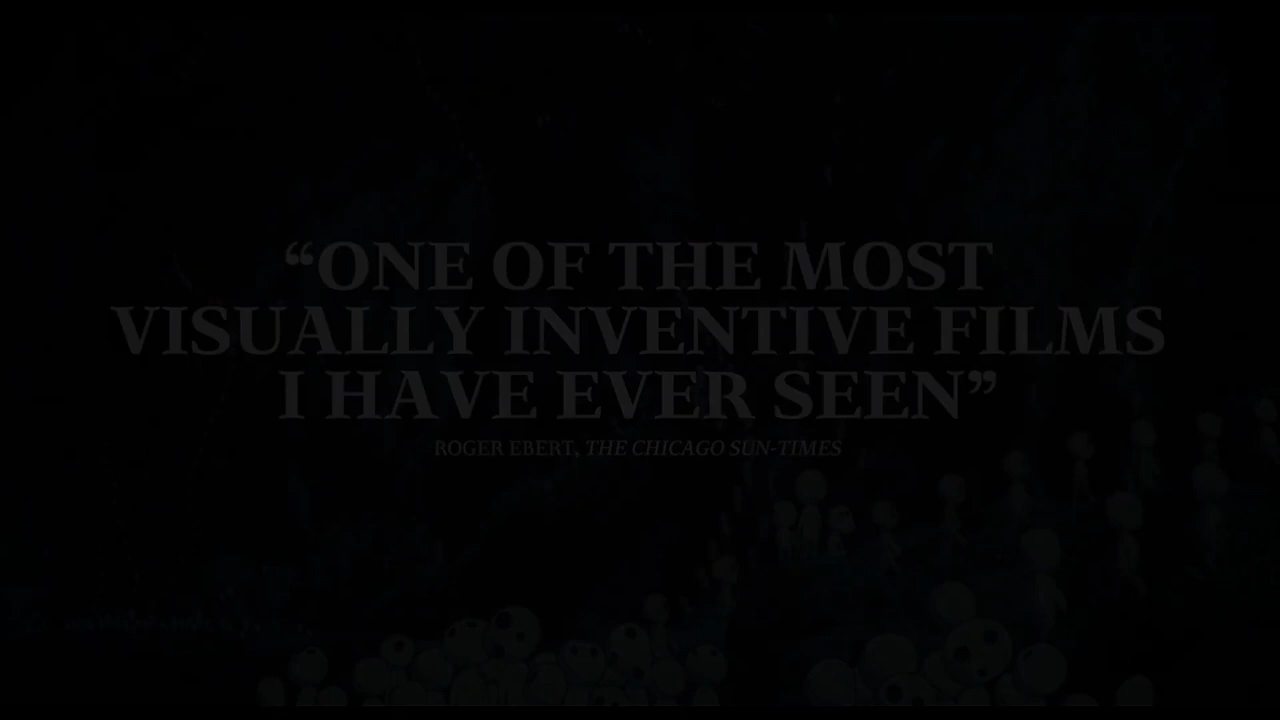 “ONE OF THE MOST
VISUALLY INVENTIVE FILMS
I HAVE EVER SEEN”
ROGER EBERT, THE CHICAGO SUN-TIMES